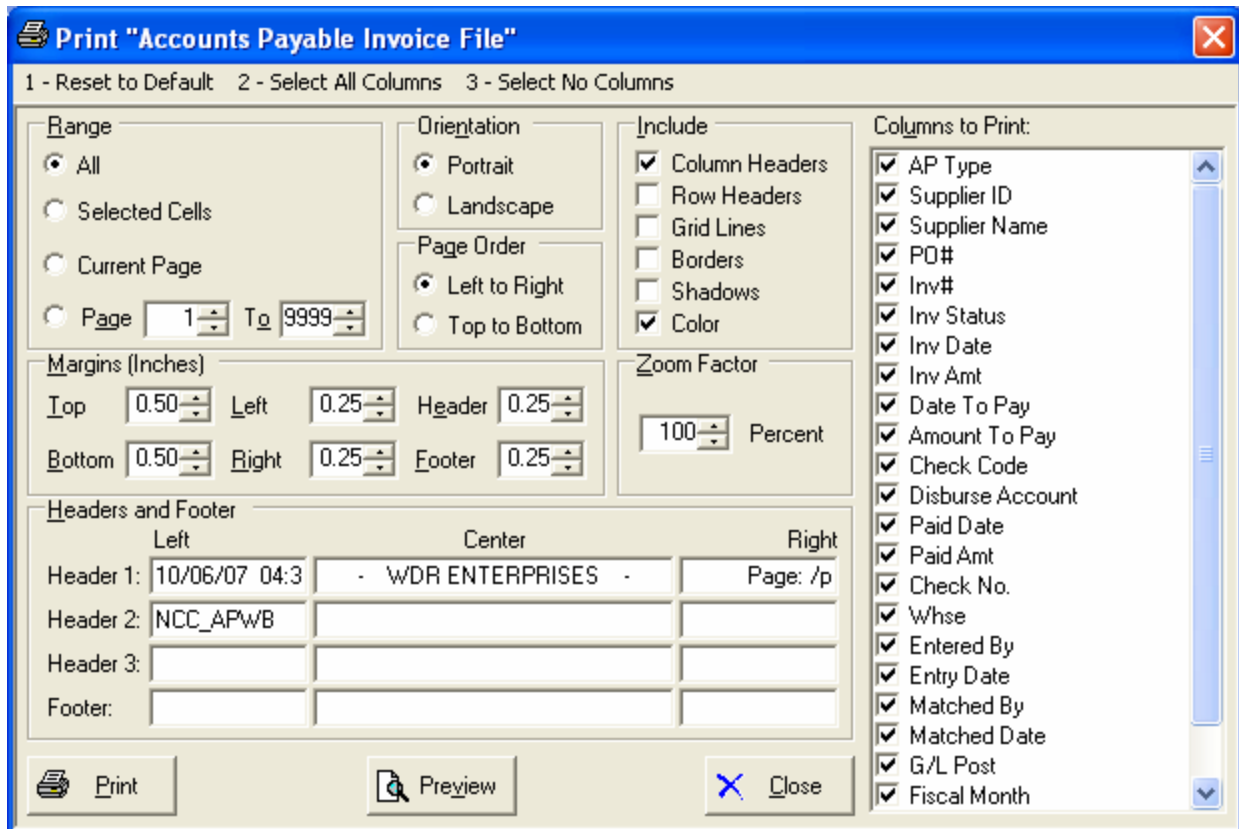 Print "Accounts Payable Invoice File"
1 - Reset to Default 2 - Select All Columns 3 - Select No Columns
Range
All
Selected Cells
Current Page
Page 1 To 9999
Orientation
Portrait
Landscape
Page Order
Left to Right
Top to Bottom
Include
Column Headers
Row Headers
Grid Lines
Borders
Shadows
Color
Margins (Inches)
Top 0.50 Left 0.25 Header 0.25
Bottom 0.50 Right 0.25 Footer 0.25
Zoom Factor
100 Percent
Headers and Footer
Left Center Right
Header 1: 10/06/07 04:3 - WDR ENTERPRISES - Page: /p
Header 2: NCC_APWB
Header 3:
Footer:
Print Preview Close
Columns to Print:
AP Type
Supplier ID
Supplier Name
PO#
Inv#
Inv Status
Inv Date
Inv Amt
Date To Pay
Amount To Pay
Check Code
Disburse Account
Paid Date
Paid Amt
Check No.
Whse
Entered By
Entry Date
Matched By
Matched Date
G/L Post
Fiscal Month